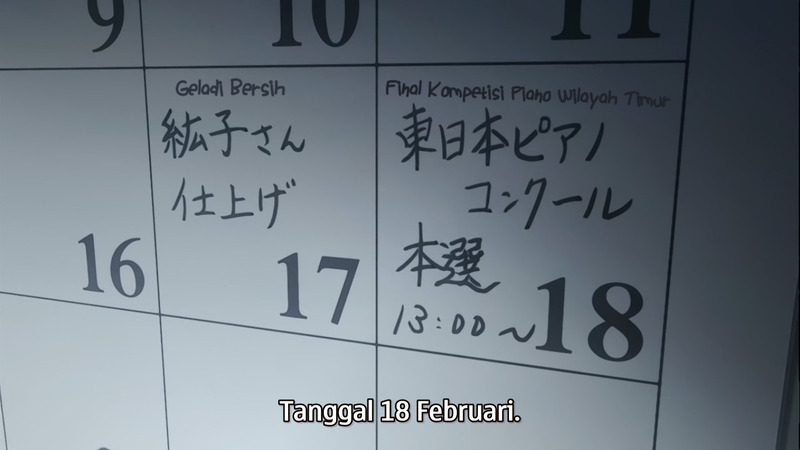 9
10
11
16
Geladi Bersih
紘子さん
仕上げ
17
Final Kompetisi Piano Wilayah Timur
東日本ピアノ
コンクール
本選
13:00～
18
Tanggal 18 Februari.